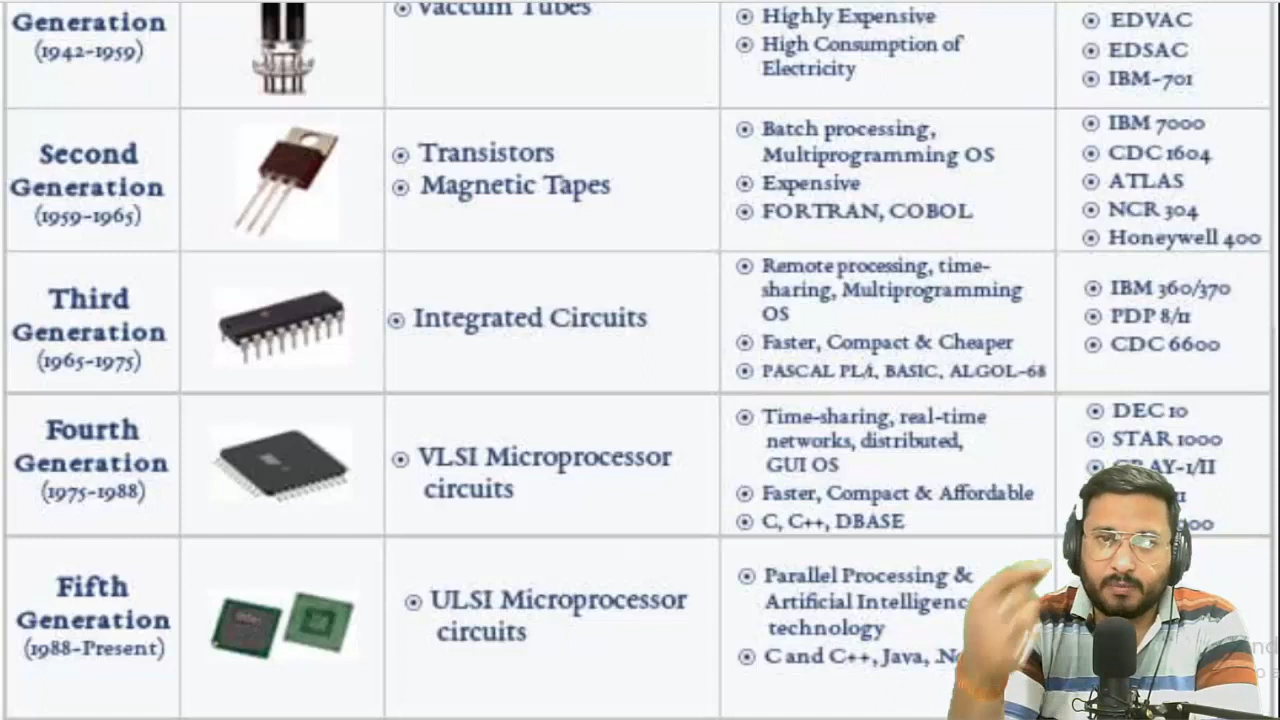 Generation
(1942-1959)
Vaccum Tubes
Highly Expensive
High Consumption of
Electricity
EDVAC
EDSAC
IBM-701
Second
Generation
(1959-1965)
Transistors
Magnetic Tapes
Batch processing,
Multiprogramming OS
Expensive
FORTRAN, COBOL
IBM 7000
CDC 1604
ATLAS
NCR 304
Honeywell 400
Third
Generation
(1965-1975)
Integrated Circuits
Remote processing, time-
sharing, Multiprogramming
OS
Faster, Compact & Cheaper
PASCAL PL/1, BASIC, ALGOL-68
IBM 360/370
PDP 8/11
CDC 6600
Fourth
Generation
(1975-1988)
VLSI Microprocessor
circuits
Time-sharing, real-time
networks, distributed,
GUI OS
Faster, Compact & Affordable
C, C++, DBASE
DEC 10
STAR 1000
Fifth
Generation
(1988-Present)
ULSI Microprocessor
circuits
Parallel Processing &
Artificial
technology
C and C++, Java,